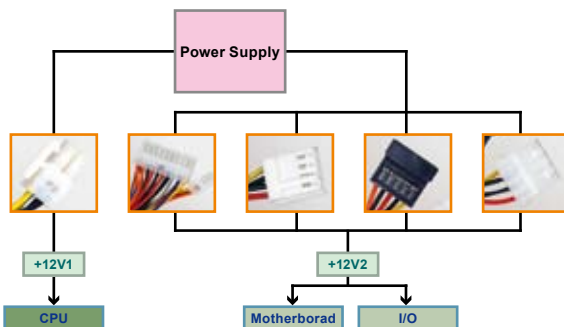 Power Supply
+12V1
+12V2
CPU
Motherborad
I/O